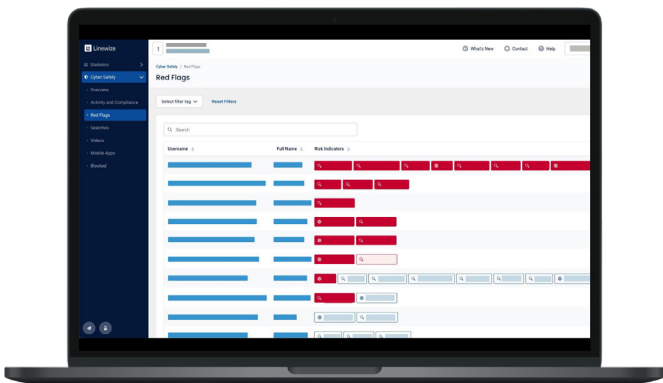 Linewize
What's New
Contact
Help
Statistics
Cyber Safety
Overview
Activity and Compliance
Red Flags
Searches
Videos
Mobile Apps
Blocked
Cyber Safety / Red Flags
Red Flags
Select filter tag
Reset Filters
Search
Username
Full Name
Risk Indicators